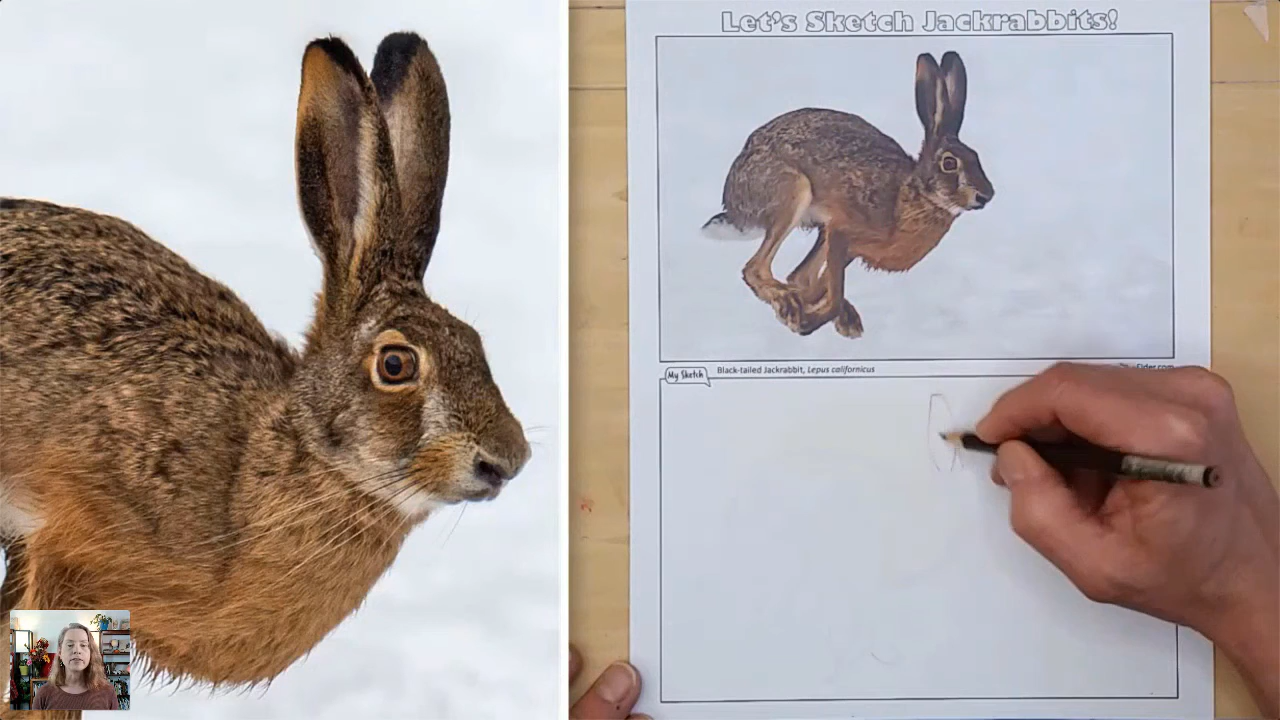 Let's Sketch Jackrabbits!
My Sketch
Black-tailed Jackrabbit, Lepus californicus